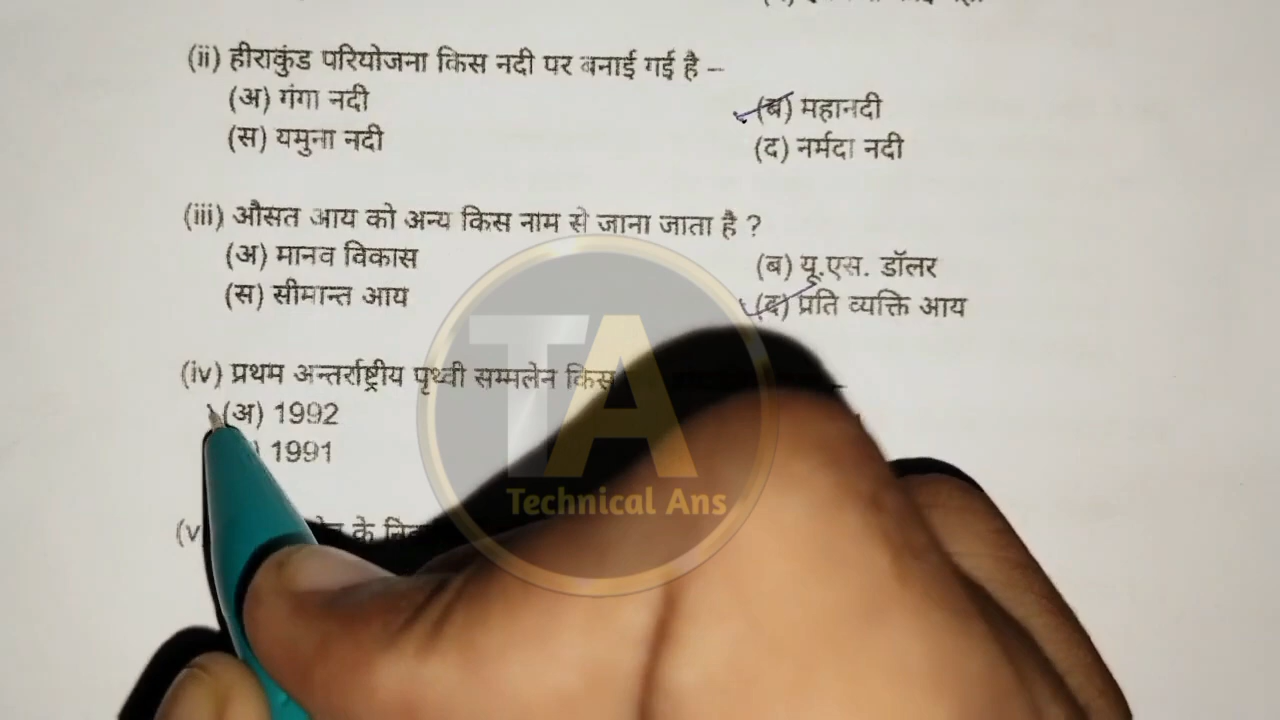 (ii) हीराकुंड परियोजना किस नदी पर बनाई गई है –
(अ) गंगा नदी (ब) महानदी
(स) यमुना नदी (द) नर्मदा नदी
(iii) औसत आय को अन्य किस नाम से जाना जाता है ?
(अ) मानव विकास (ब) यू.एस. डॉलर
(स) सीमान्त आय (द) प्रति व्यक्ति आय
(iv) प्रथम अन्तर्राष्ट्रीय पृथ्वी सम्मलेन किस
(अ) 1992
1991
(v के
TA
Technical Ans